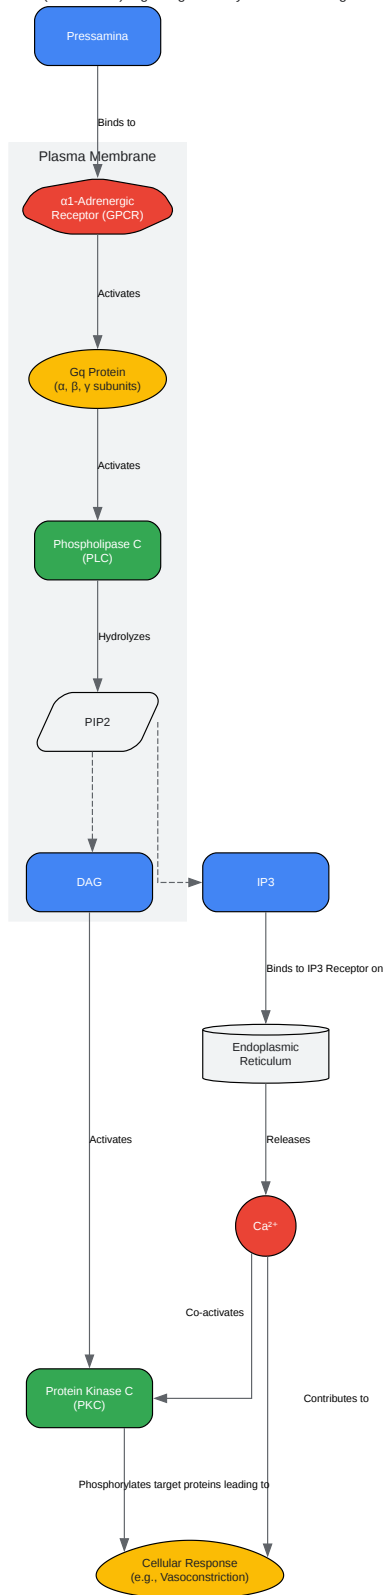 Pressamina
Binds to
Plasma Membrane
α1-Adrenergic
Receptor (GPCR)
Activates
Gq Protein
(α, β, γ subunits)
Activates
Phospholipase C
(PLC)
Hydrolyzes
PIP2
DAG
IP3
Binds to IP3 Receptor on
Endoplasmic
Reticulum
Activates
Releases
Ca²⁺
Co-activates
Protein Kinase C
(PKC)
Contributes to
Phosphorylates target proteins leading to
Cellular Response
(e.g., Vasoconstriction)